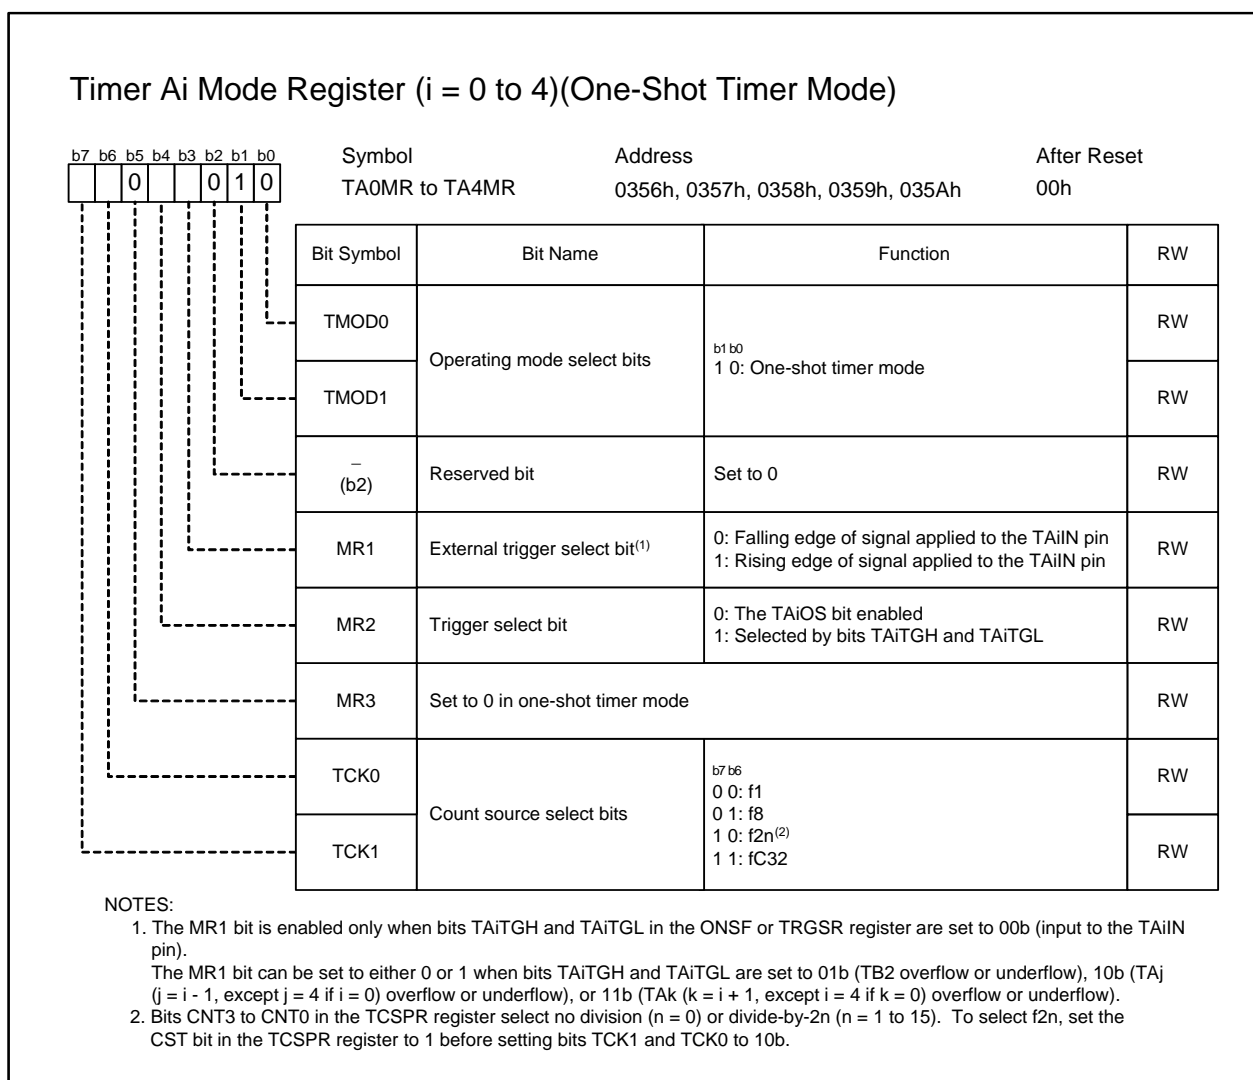 Timer Ai Mode Register (i = 0 to 4)(One-Shot Timer Mode)
b7 b6 b5 b4 b3 b2 b1 b0
0 0 1 0
Symbol Address After Reset
TA0MR to TA4MR 0356h, 0357h, 0358h, 0359h, 035Ah 00h
Bit Symbol Bit Name Function RW
TMOD0 RW
Operating mode select bits
b1 b0
1 0: One-shot timer mode
TMOD1 RW
–
(b2)
Reserved bit Set to 0 RW
MR1 External trigger select bit(1)
0: Falling edge of signal applied to the TAiIN pin
1: Rising edge of signal applied to the TAiIN pin
RW
MR2 Trigger select bit
0: The TAiOS bit enabled
1: Selected by bits TAiTGH and TAiTGL
RW
MR3 Set to 0 in one-shot timer mode RW
TCK0 RW
Count source select bits
b7 b6
0 0: f1
0 1: f8
1 0: f2n(2)
1 1: fC32
TCK1 RW
NOTES:
1. The MR1 bit is enabled only when bits TAiTGH and TAiTGL in the ONSF or TRGSR register are set to 00b (input to the TAiIN
pin).
The MR1 bit can be set to either 0 or 1 when bits TAiTGH and TAiTGL are set to 01b (TB2 overflow or underflow), 10b (TAj
(j = i - 1, except j = 4 if i = 0) overflow or underflow), or 11b (TAk (k = i + 1, except i = 4 if k = 0) overflow or underflow).
2. Bits CNT3 to CNT0 in the TCSPR register select no division (n = 0) or divide-by-2n (n = 1 to 15). To select f2n, set the
CST bit in the TCSPR register to 1 before setting bits TCK1 and TCK0 to 10b.